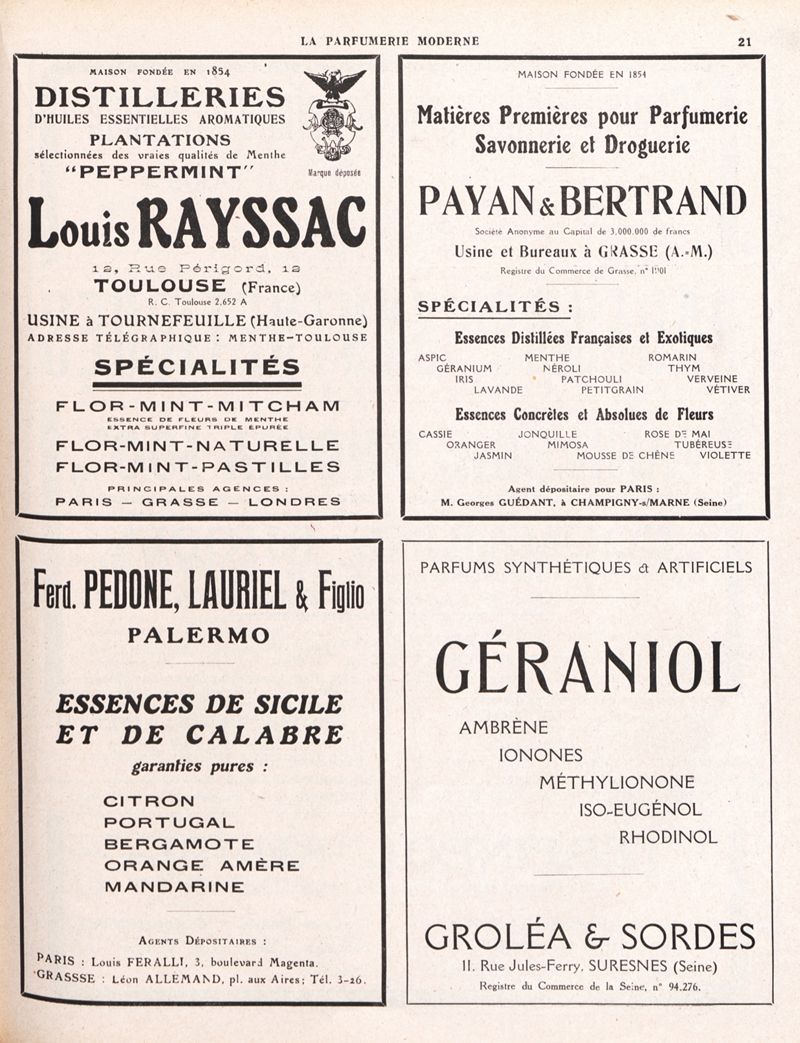 LA PARFUMERIE MODERNE
21
MAISON FONDÉE EN 1854
DISTILLERIES
D'HUILES ESSENTIELLES AROMATIQUES
PLANTATIONS
sélectionnées des vraies qualités de Menthe
"PEPPERMINT"
Marque déposée
Louis RAYSSAC
12, Rue Périgord, 12
TOULOUSE (France)
R. C. Toulouse 2,652 A
USINE à TOURNEFEUILLE (Haute-Garonne)
ADRESSE TÉLÉGRAPHIQUE : MENTHE-TOULOUSE
SPÉCIALITÉS
FLOR-MINT-MITCHAM
ESSENCE DE FLEURS DE MENTHE
EXTRA SUPERFINE TRIPLE ÉPURÉE
FLOR-MINT-NATURELLE
FLOR-MINT-PASTILLES
PRINCIPALES AGENCES :
PARIS — GRASSE — LONDRES
MAISON FONDÉE EN 1854
Matières Premières pour Parfumerie
Savonnerie et Droguerie
PAYAN & BERTRAND
Société Anonyme au Capital de 3.000.000 de francs
Usine et Bureaux à GRASSE (A.-M.)
Registre du Commerce de Grasse, n° 1901
SPÉCIALITÉS :
Essences Distillées Françaises et Exotiques
ASPIC MENTHE ROMARIN
GÉRANIUM NÉROLI THYM
IRIS PATCHOULI VERVEINE
LAVANDE PETITGRAIN VÉTIVER
Essences Concrètes et Absolues de Fleurs
CASSIE JONQUILLE ROSE DE MAI
ORANGER MIMOSA TUBÉREUSE
JASMIN MOUSSE DE CHÊNE VIOLETTE
Agent dépositaire pour PARIS :
M. Georges GUÉDANT, à CHAMPIGNY-s/MARNE (Seine)
Ferd. PEDONE, LAURIEL & Figlio
PALERMO
ESSENCES DE SICILE
ET DE CALABRE
garanties pures :
CITRON
PORTUGAL
BERGAMOTE
ORANGE AMÈRE
MANDARINE
AGENTS DÉPOSITAIRES :
PARIS : Louis FERALLI, 3, boulevard Magenta.
GRASSSE : Léon ALLEMAND, pl. aux Aires; Tél. 3-26.
PARFUMS SYNTHÉTIQUES et ARTIFICIELS
GÉRANIOL
AMBRÈNE
IONONES
MÉTHYLIONONE
ISO-EUGÉNOL
RHODINOL
GROLÉA & SORDES
11, Rue Jules-Ferry, SURESNES (Seine)
Registre du Commerce de la Seine, n° 94.276.